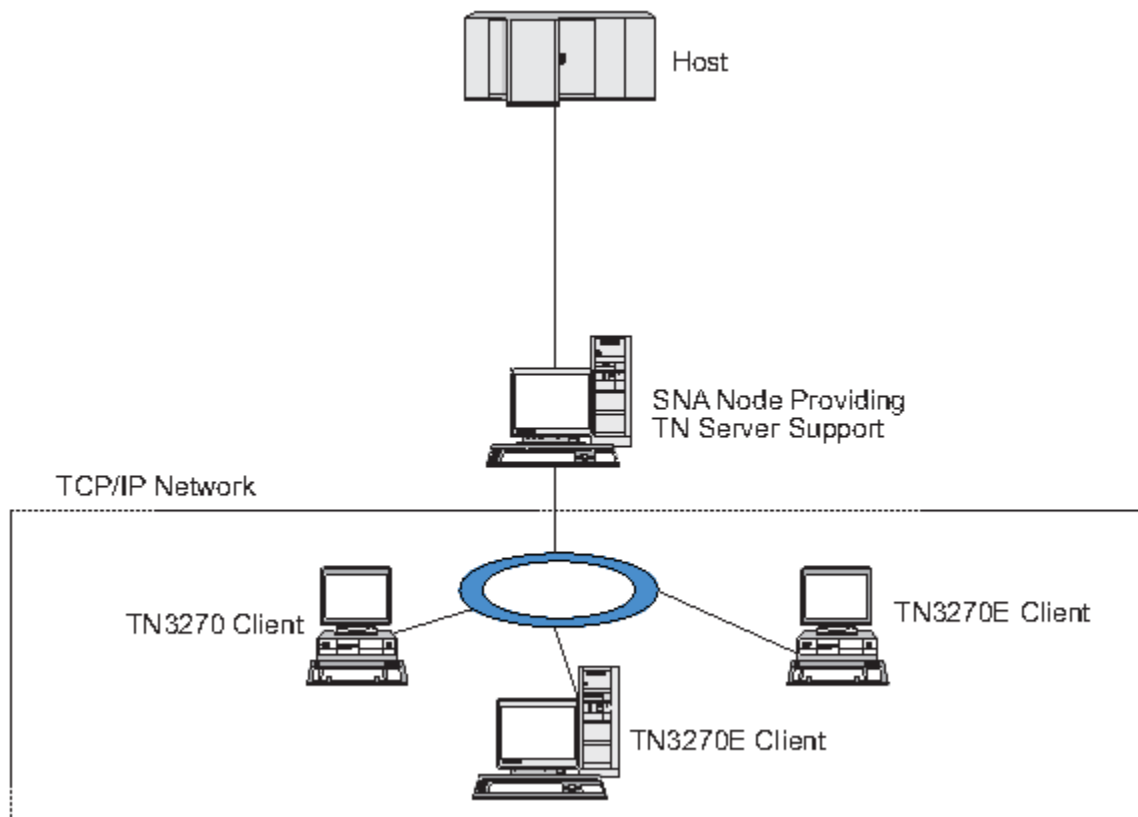 Host
SNA Node Providing
TN Server Support
TCP/IP Network
TN3270 Client
TN3270E Client
TN3270E Client